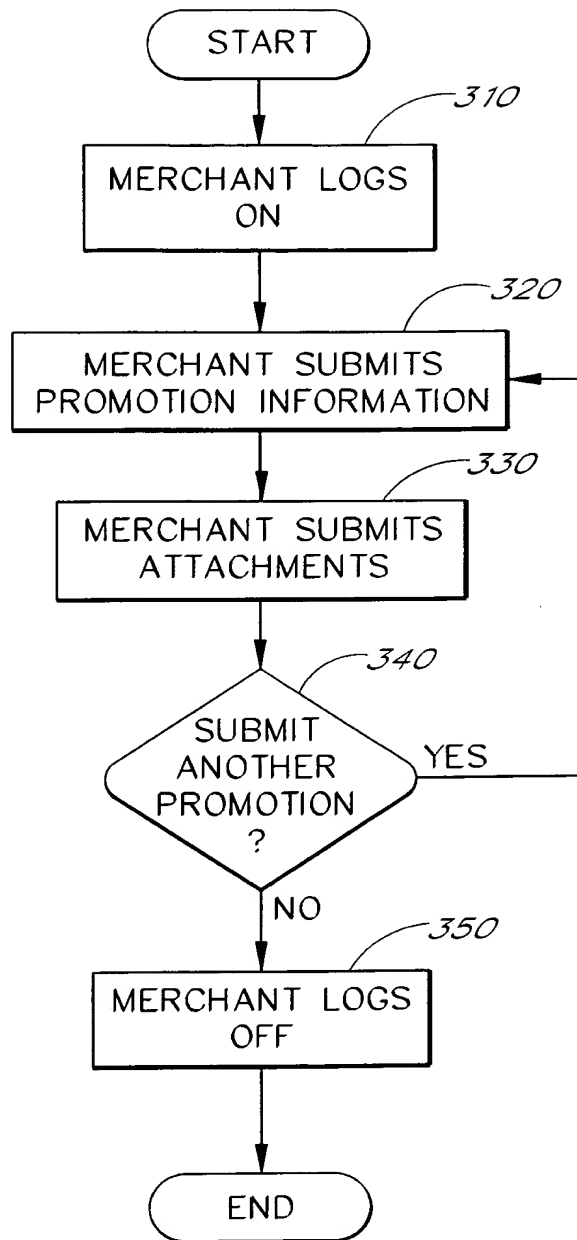 START
310
MERCHANT LOGS
ON
320
MERCHANT SUBMITS
PROMOTION INFORMATION
330
MERCHANT SUBMITS
ATTACHMENTS
340
SUBMIT
ANOTHER
PROMOTION
?
YES
NO
350
MERCHANT LOGS
OFF
END